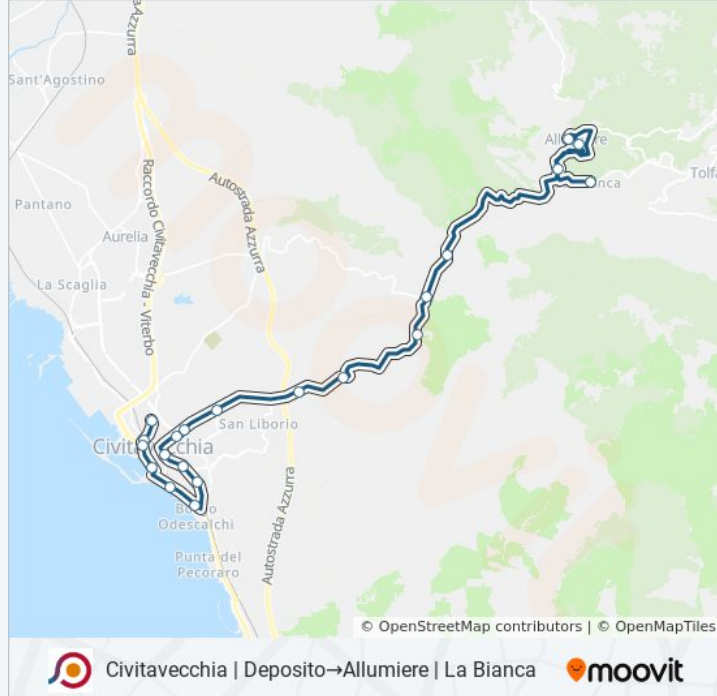 Azzurra
Sant'Agostino
Autostrada Azzurra
Raccordo Civitavecchia - Viterbo
Pantano
Aurelia
La Scaglia
Tolfa
San Liborio
Civitavecchia
Autostrada Azzurra
Odescalchi
Punta del
Pecoraro
© OpenStreetMap contributors | © OpenMapTiles
Civitavecchia | Deposito→Allumiere | La Bianca
moovit